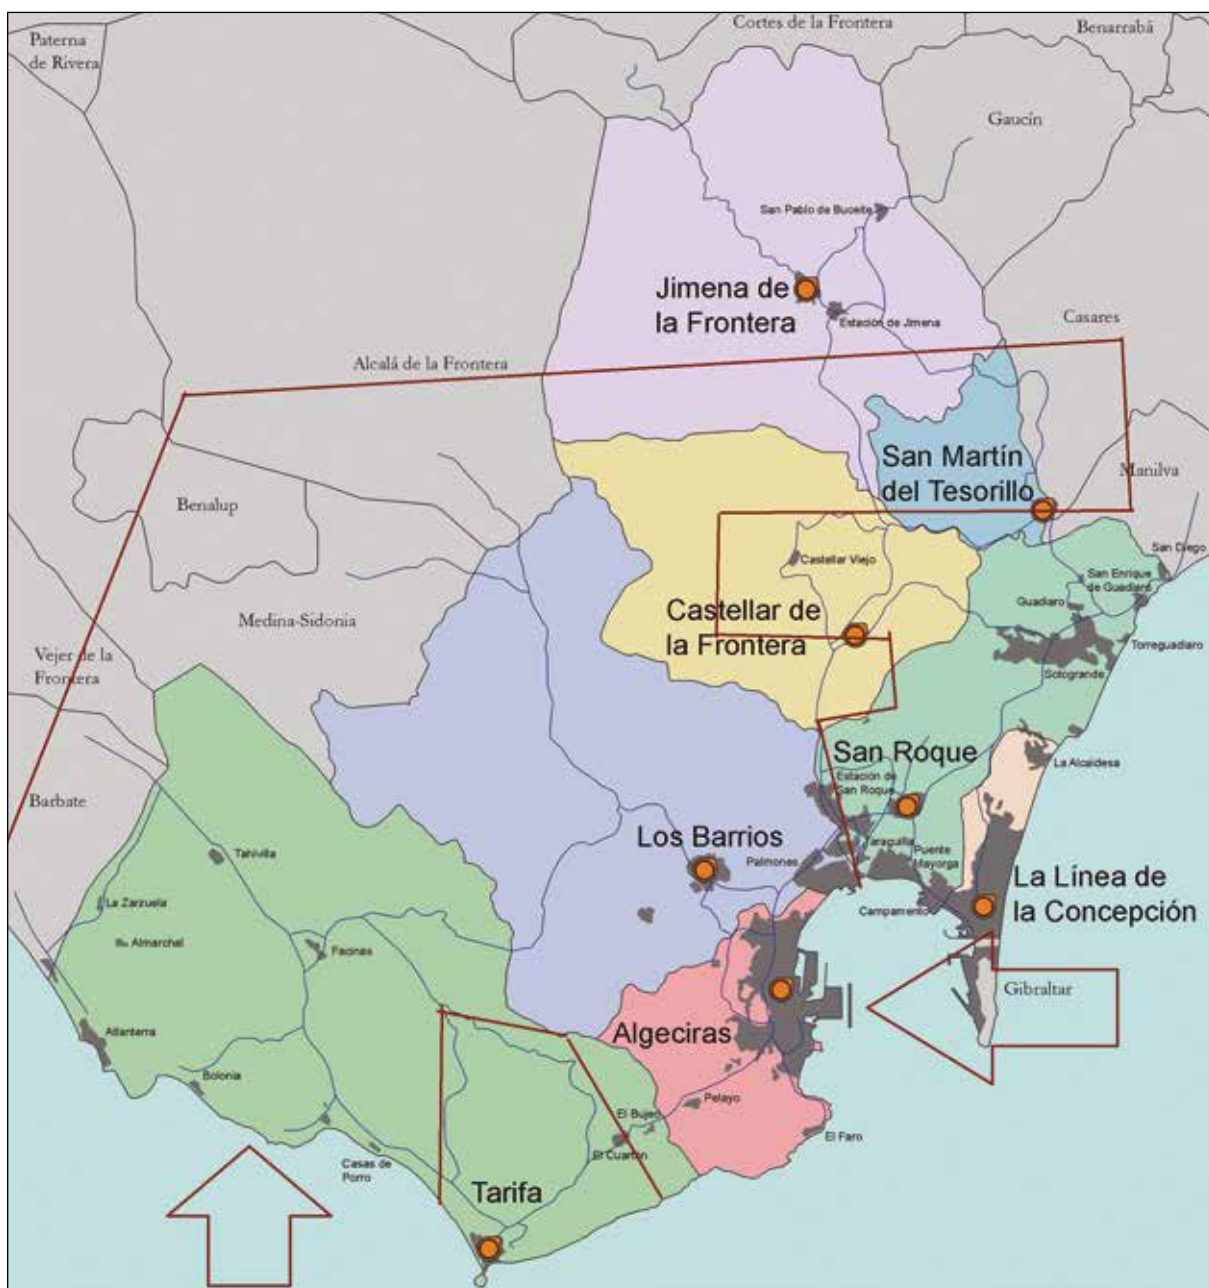 Cortes de la Frontera
Benarrabá
Paterna
de Rivera
Gaucín
San Pablo de Buceite
Jimena de
la Frontera
Estación de Jimena
Casares
Alcalá de la Frontera
San Martín
del Tesorillo
Manilva
Benalup
Castellar Viejo
San Diego
San Enrique
de Guadiaro
Guadiaro
Castellar de
la Frontera
Medina-Sidonia
Torreguadiaro
Vejer de la
Frontera
Sotogrande
San Roque
La Alcaidesa
Estación de
San Roque
Barbate
Los Barrios
Taraguilla
Tahivilla
Palmones
Puente
Mayorga
La Línea de
la Concepción
La Zarzuela
Campamento
Almarchal
Facinas
Gibraltar
Algeciras
Atlanterra
Bolonia
Pelayo
El Bujeo
El Faro
El Cuartón
Casas de
Porro
Tarifa